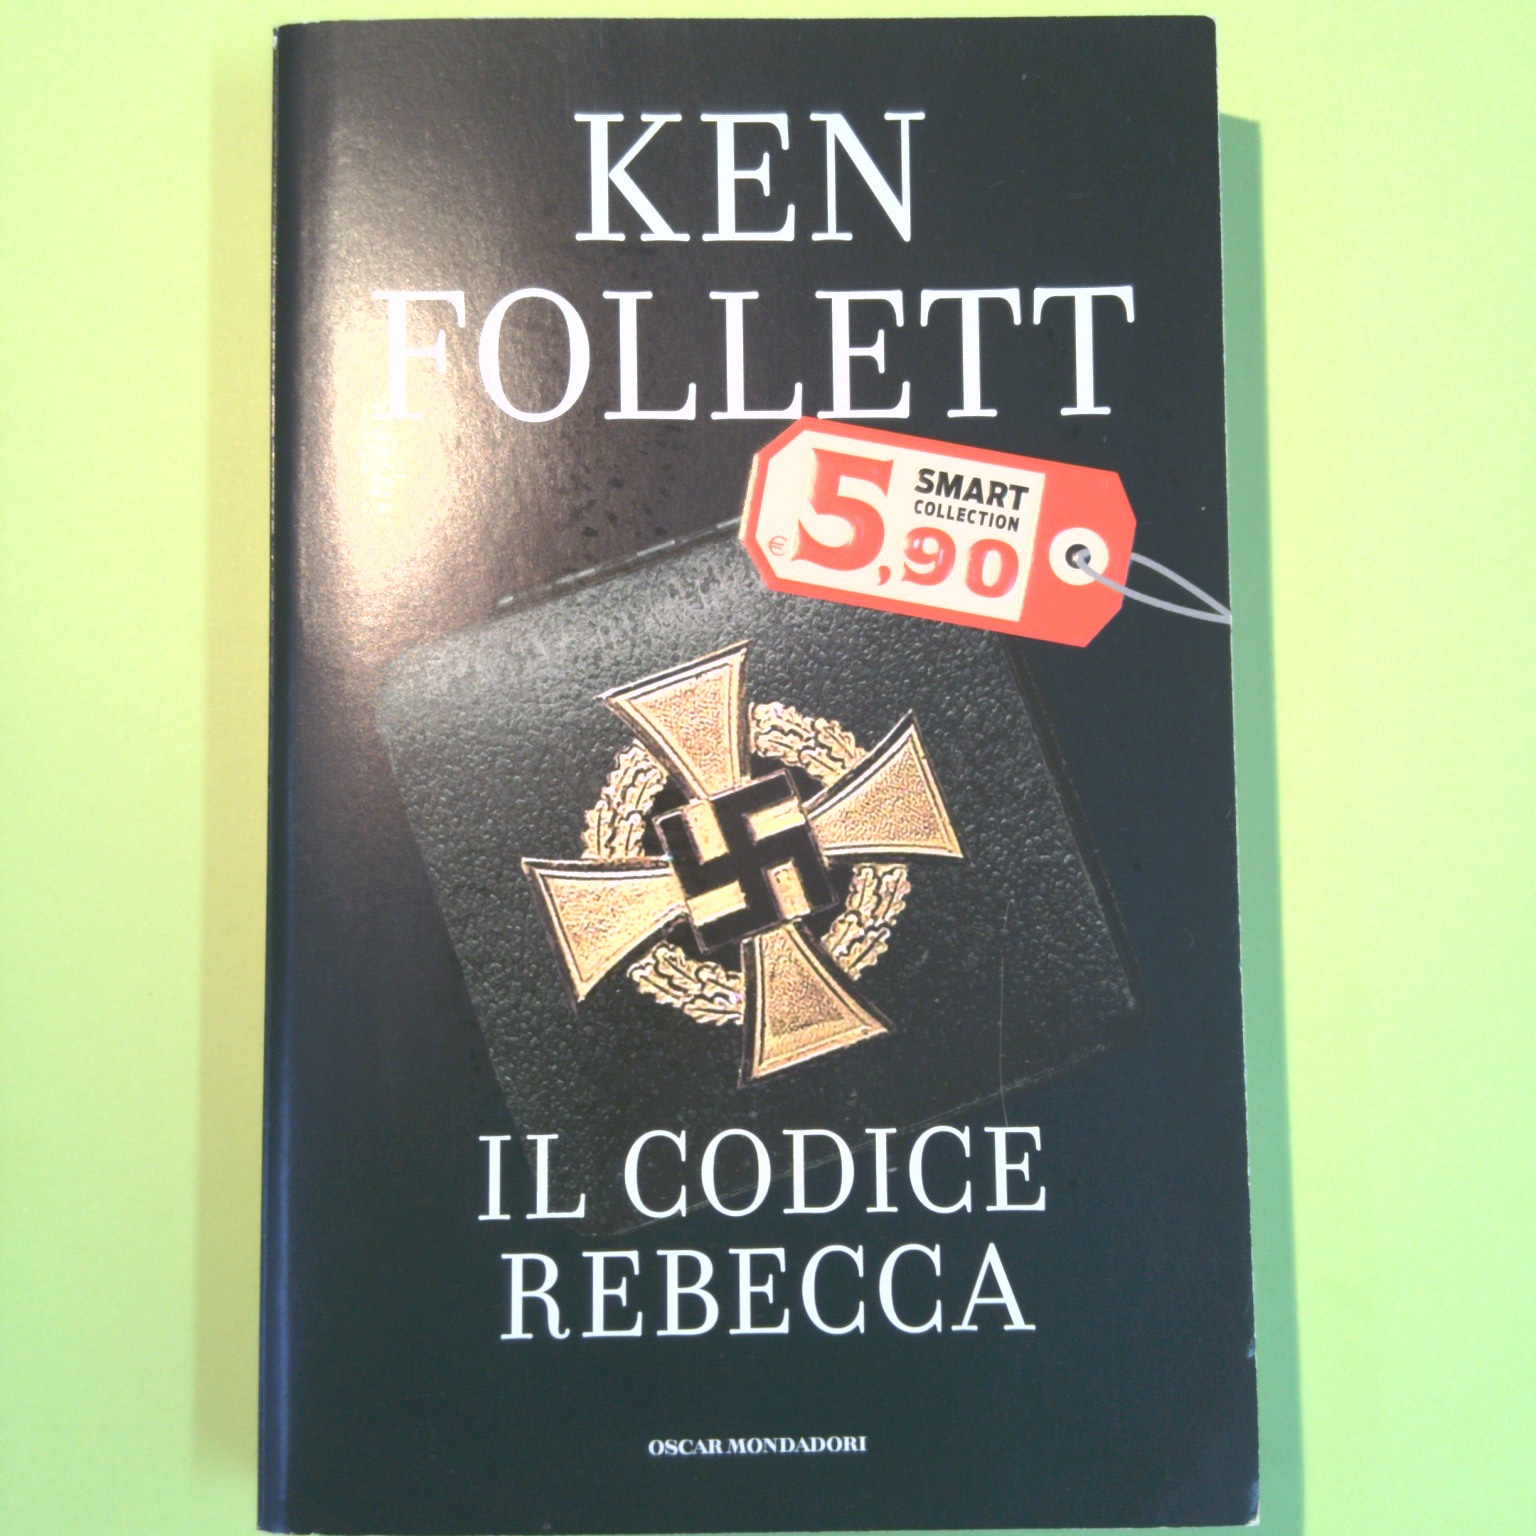 KEN
FOLLETT
SMART
COLLECTION
€ 5,90
IL CODICE
REBECCA
OSCAR MONDADORI